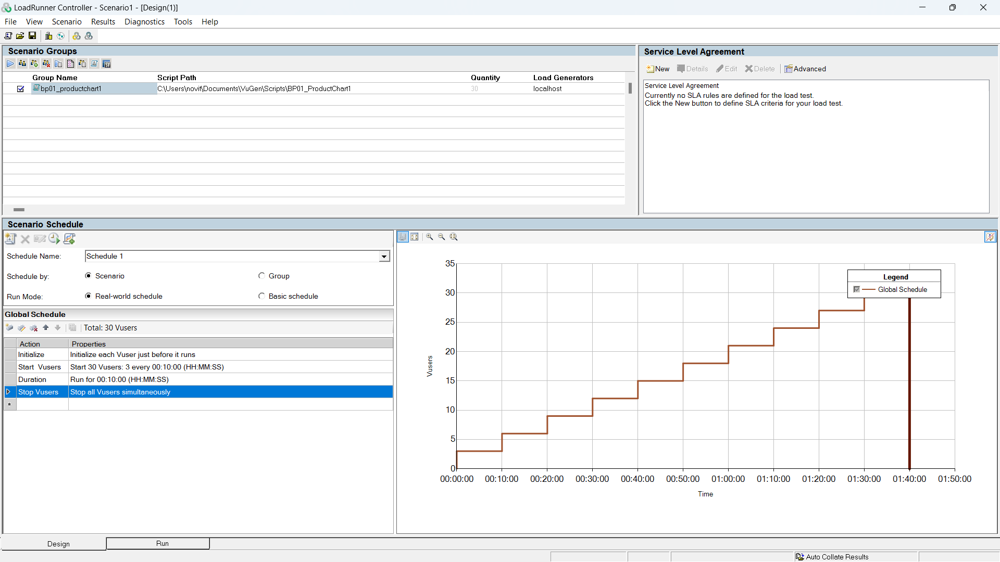 LoadRunner Controller - Scenario1 - [Design(1)]
File View Scenario Results Diagnostics Tools Help
Scenario Groups
Group Name Script Path Quantity Load Generators
bp01_productchart1 C:\Users\novit\Documents\VuGen\Scripts\BP01_ProductChart1 30 localhost
Service Level Agreement
New Details Edit Delete Advanced
Service Level Agreement
Currently no SLA rules are defined for the load test.
Click the New button to define SLA criteria for your load test.
Scenario Schedule
Schedule Name: Schedule 1
Schedule by: Scenario Group
Run Mode: Real-world schedule Basic schedule
Global Schedule
Total: 30 Vusers
Action Properties
Initialize Initialize each Vuser just before it runs
Start Vusers Start 30 Vusers: 3 every 00:10:00 (HH:MM:SS)
Duration Run for 00:10:00 (HH:MM:SS)
Stop Vusers Stop all Vusers simultaneously
*
Legend
Global Schedule
35
30
25
20
15
10
5
0
Vusers
00:00:00 00:10:00 00:20:00 00:30:00 00:40:00 00:50:00 01:00:00 01:10:00 01:20:00 01:30:00 01:40:00 01:50:00
Time
Design Run
Auto Collate Results